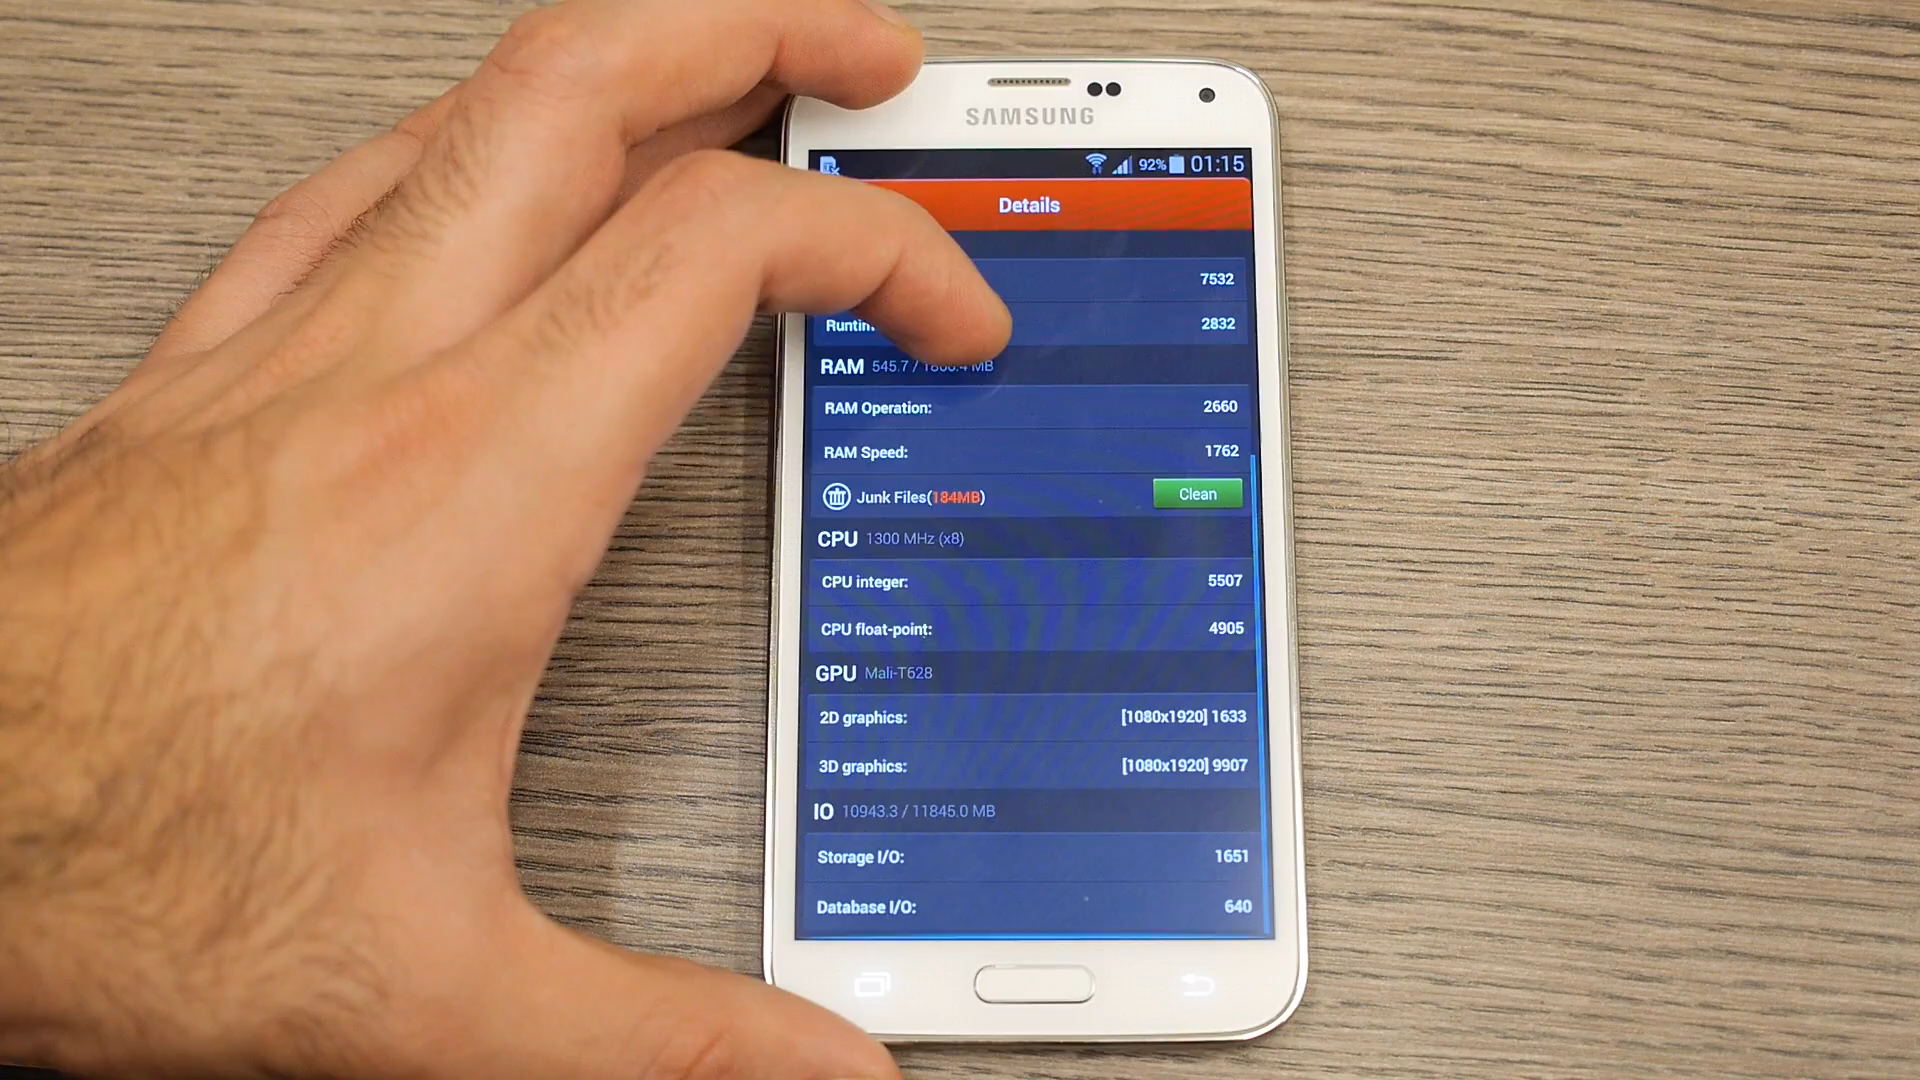 SAMSUNG
92% 01:15
Details
7532
2832
RAM 545.7 / MB
RAM Operation: 2660
RAM Speed: 1762
Junk Files(184MB) Clean
CPU 1300 MHz (x8)
CPU integer: 5507
CPU float-point: 4905
GPU Mali-T628
2D graphics: [1080x1920] 1633
3D graphics: [1080x1920] 9907
IO 10943.3 / 11845.0 MB
Storage I/O: 1651
Database I/O: 640